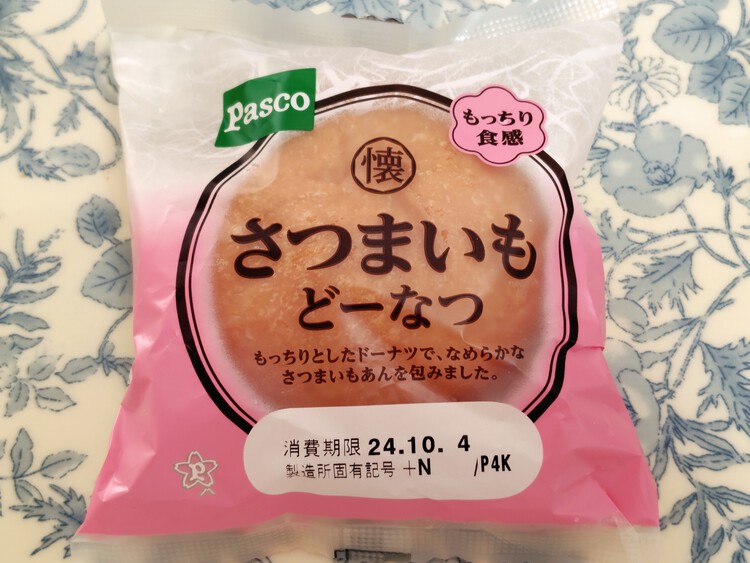 Pasco
もっちり
食感
懐
さつまいも
どーなつ
もっちりとしたドーナツで、なめらかな
さつまいもあんを包みました。
消費期限 24.10. 4
製造所固有記号 +N /P4K
P